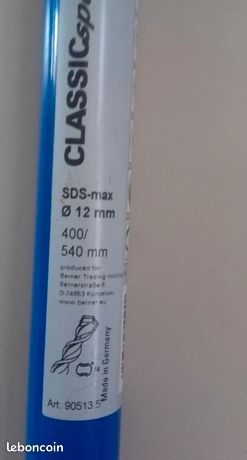 CLASSIC
SDS-max
Ø 12 mm
400/
540 mm
produced for
Berner Trading Holding
Bernerstraße 6
D-74653 Künzelsau
www.berner.eu
Made in Germany
Art. 90513.5
leboncoin